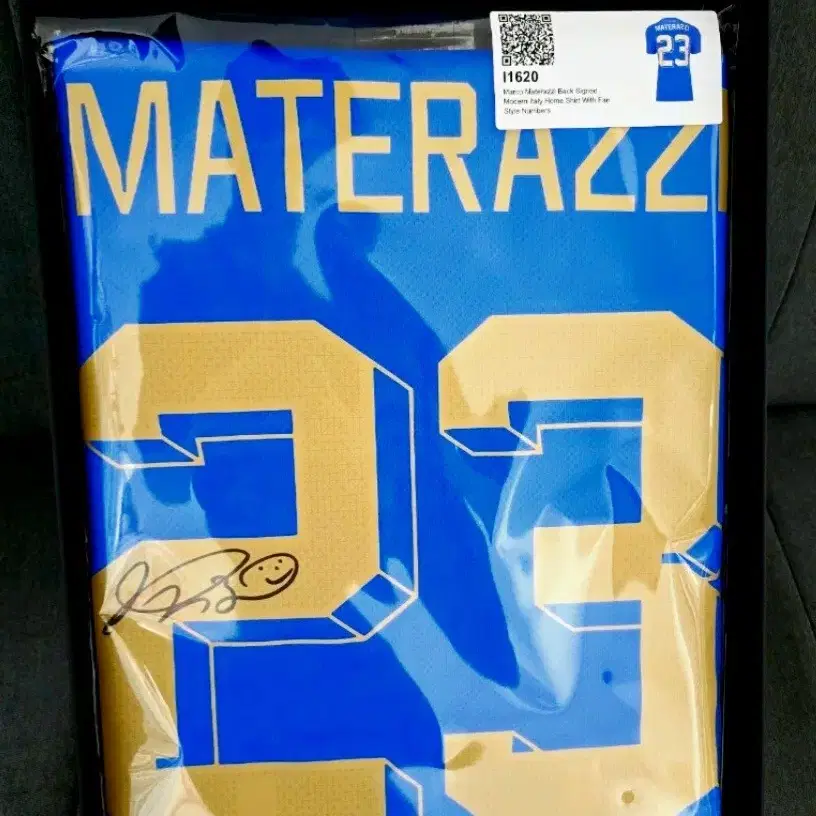 I1620
Marco Materazzi Back Signed
Modern Italy Home Shirt With Fan
Style Numbers
MATERAZZI
23
MATERAZZI
23